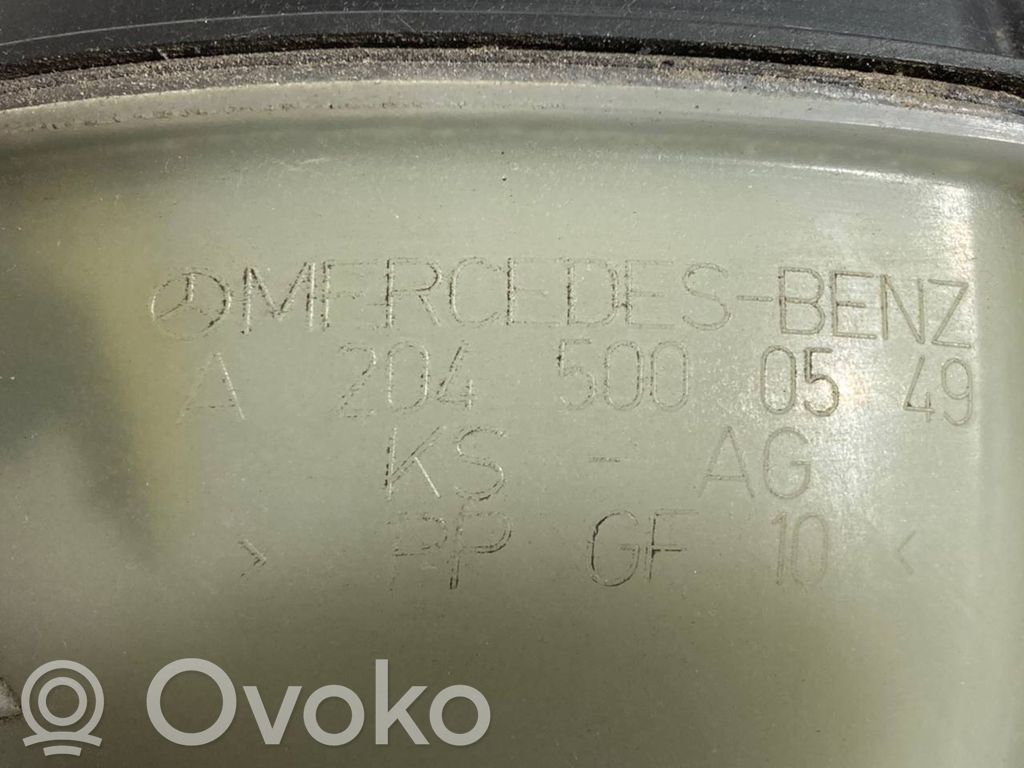 MERCEDES-BENZ
A 204 500 05 49
KS - AG
> PP GF 10 <
Ovoko